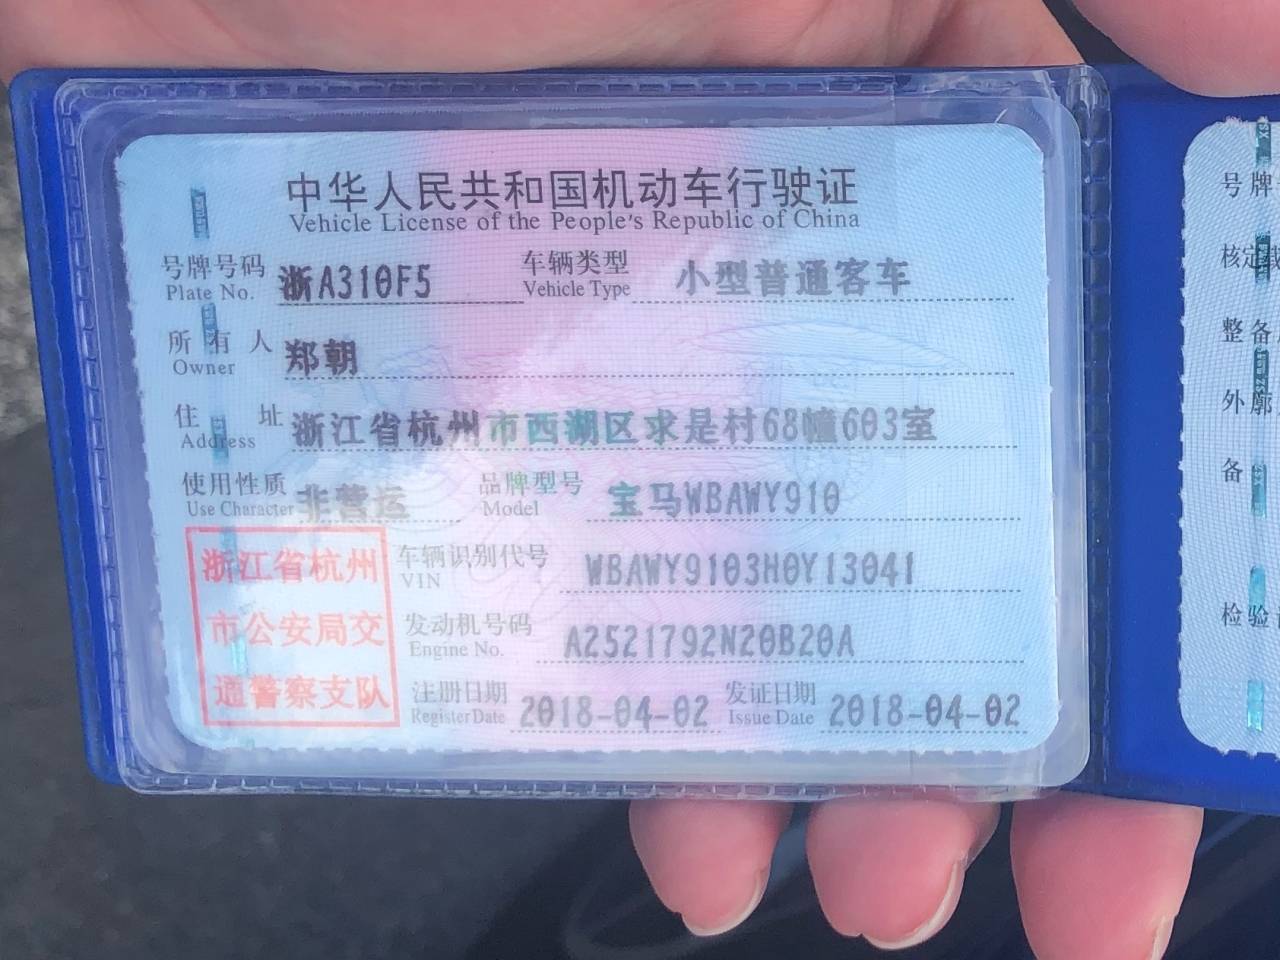 中华人民共和国机动车行驶证
Vehicle License of the People's Republic of China
号牌号码 浙A310F5 车辆类型 小型普通客车
Plate No. Vehicle Type
所有人 郑朝
Owner
住址 浙江省杭州市西湖区求是村68幢603室
Address
使用性质 非营运 品牌型号 宝马WBAWY910
Use Character Model
浙江省杭州
市公安局交
通警察支队
车辆识别代号 WBAWY9103H0Y13041
VIN
发动机号码 A2521792N20B20A
Engine No.
注册日期 2018-04-02 发证日期 2018-04-02
Register Date Issue Date
号牌
核定载
整备
外廓
备
检验